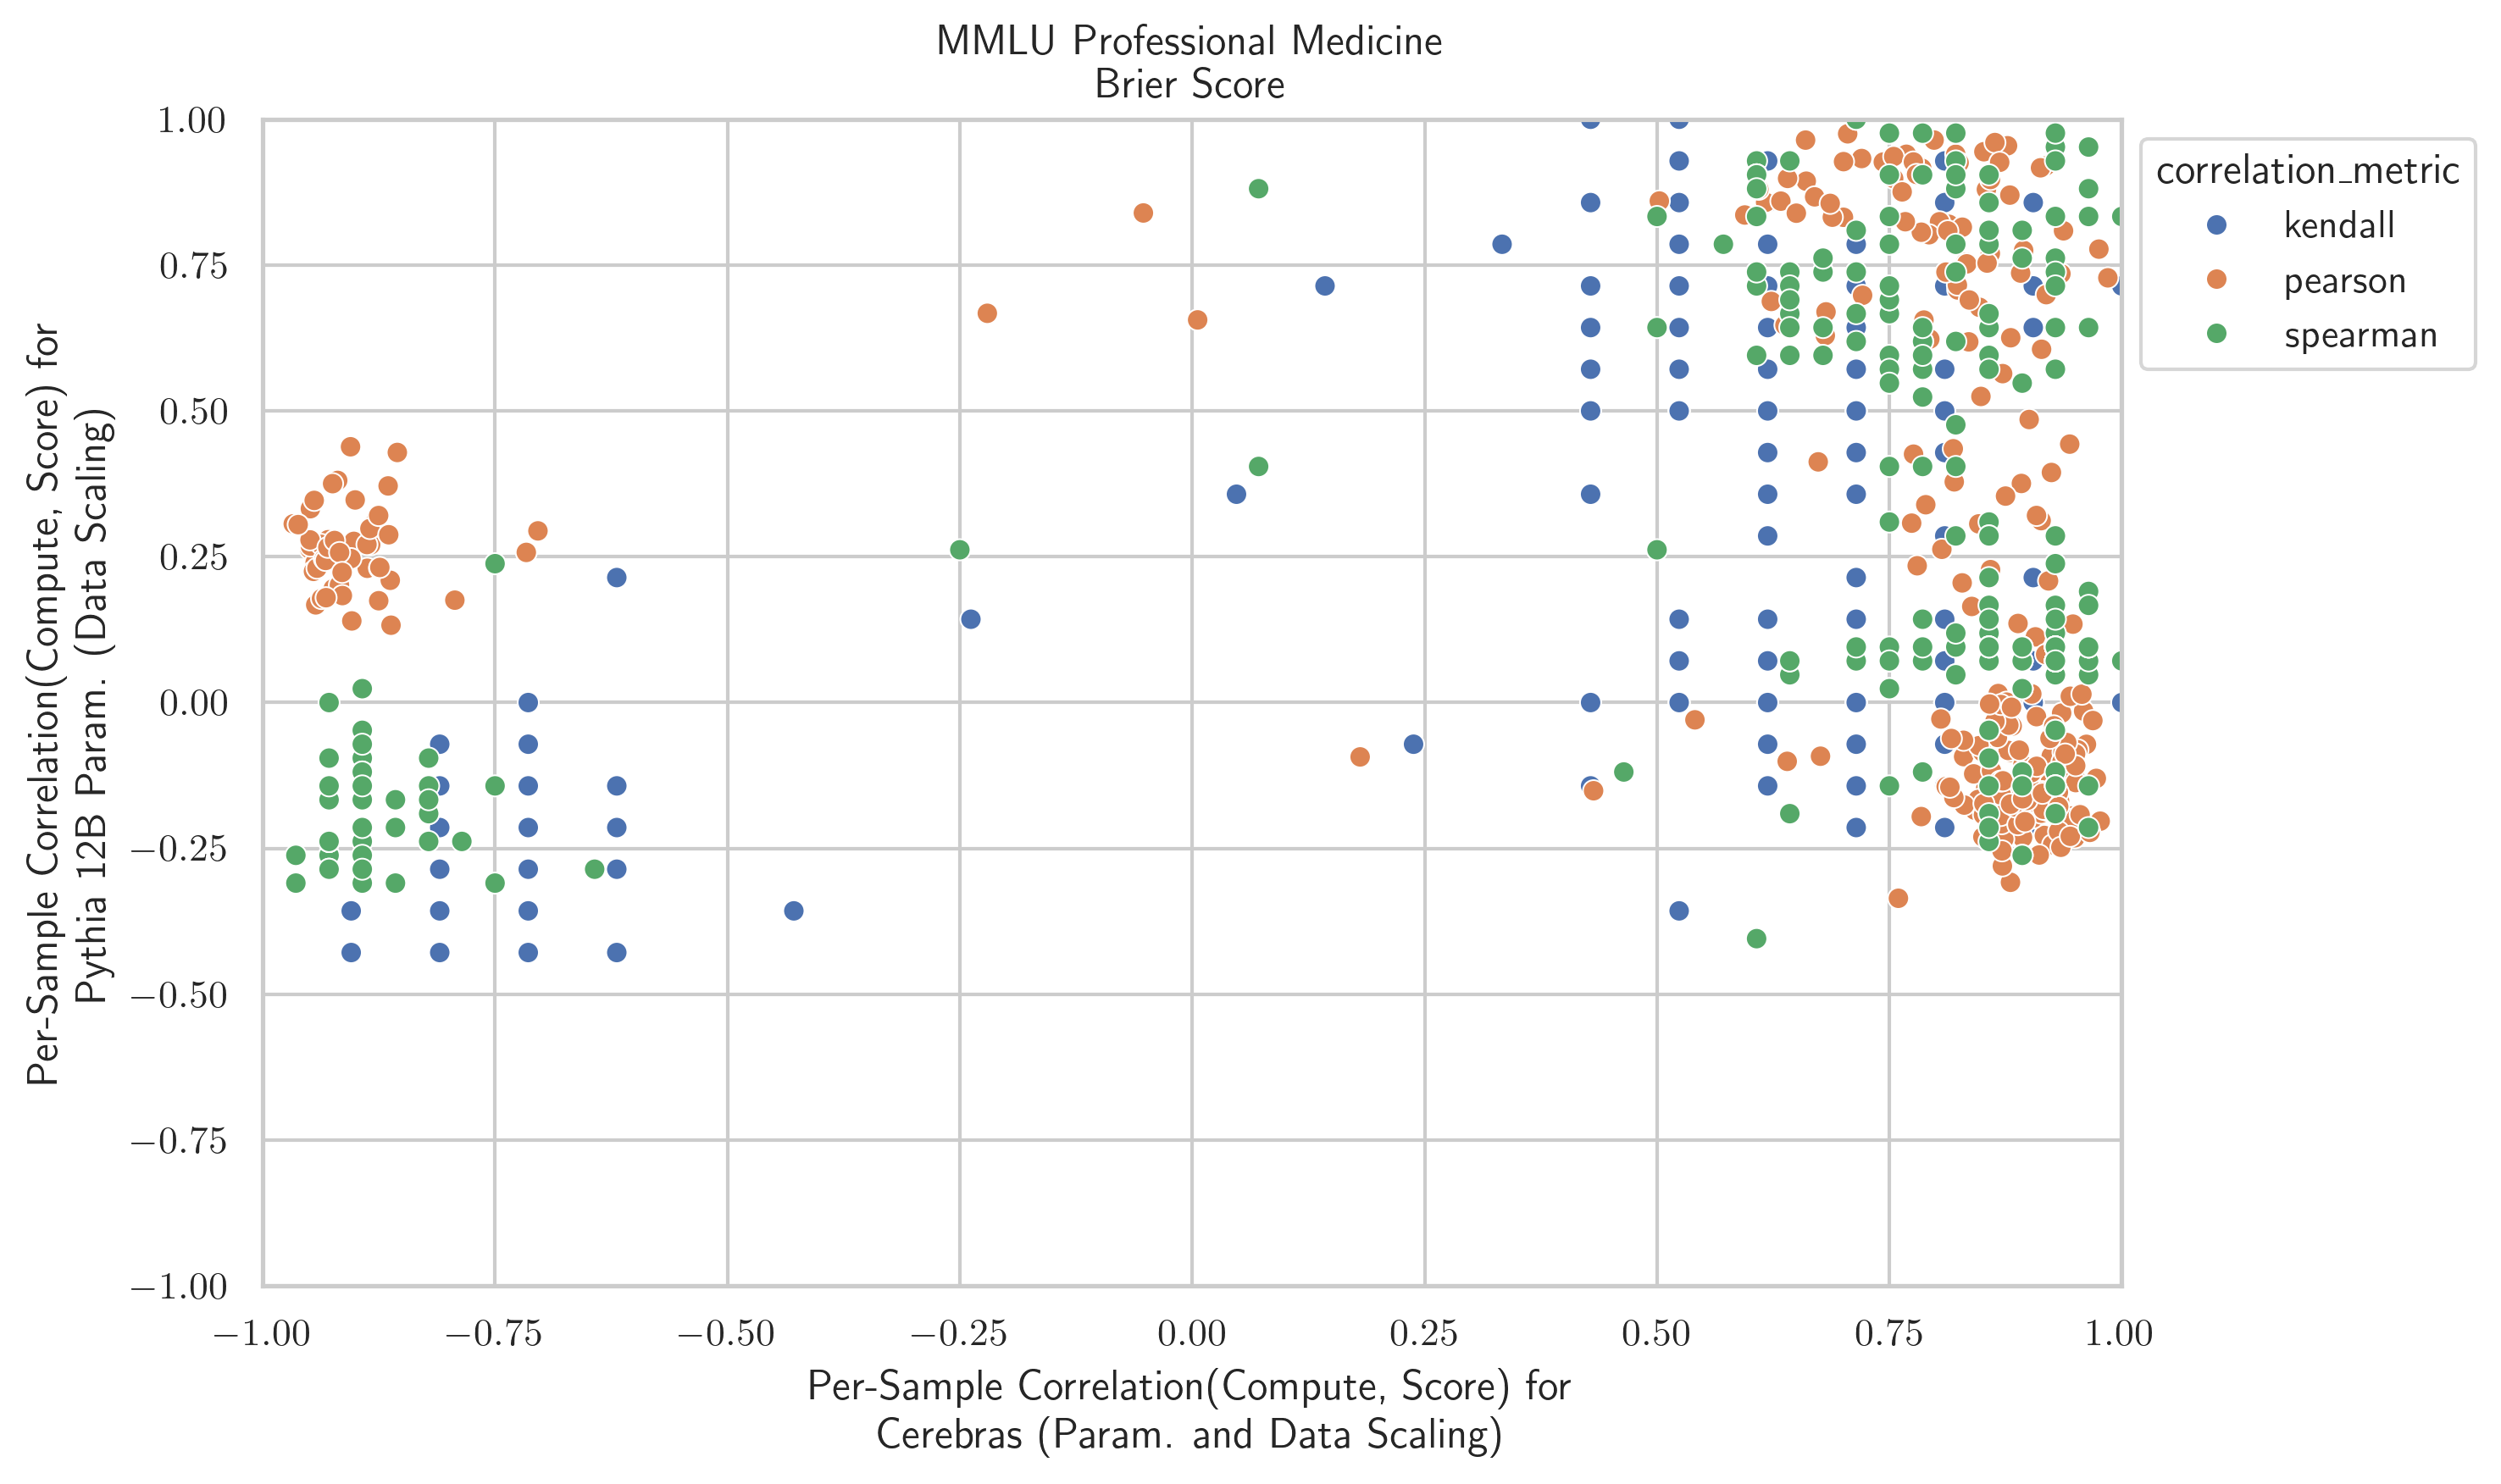 MMLU Professional Medicine
Brier Score
Per-Sample Correlation(Compute, Score) for
Pythia 12B Param. (Data Scaling)
1.00
0.75
0.50
0.25
0.00
−0.25
−0.50
−0.75
−1.00
−1.00 −0.75 −0.50 −0.25 0.00 0.25 0.50 0.75 1.00
Per-Sample Correlation(Compute, Score) for
Cerebras (Param. and Data Scaling)
correlation_metric
kendall
pearson
spearman